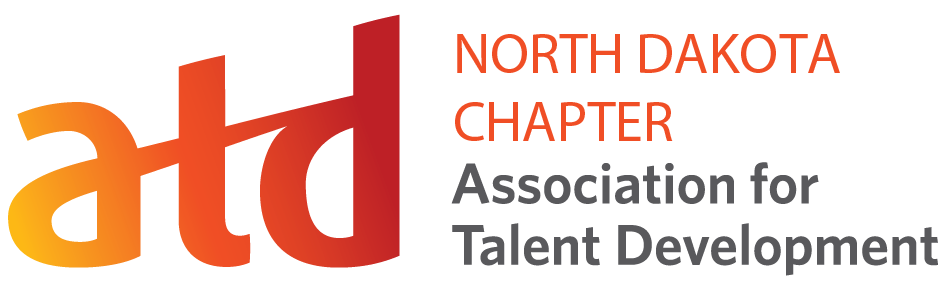 atd
NORTH DAKOTA
CHAPTER
Association for
Talent Development